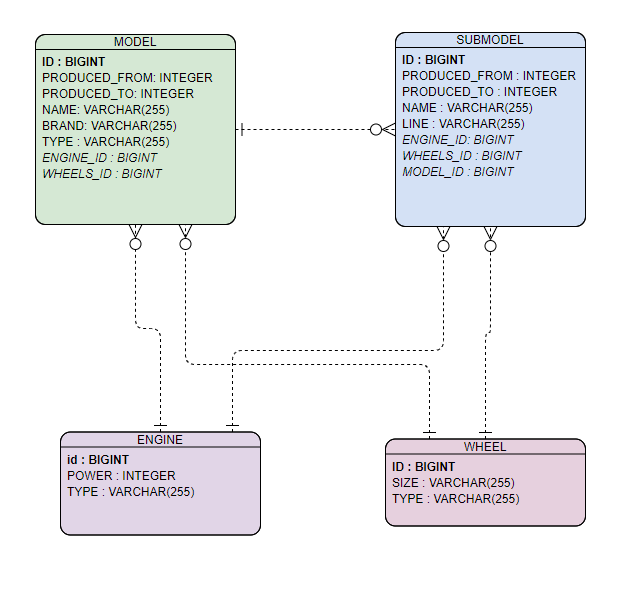 MODEL
ID : BIGINT
PRODUCED_FROM: INTEGER
PRODUCED_TO: INTEGER
NAME: VARCHAR(255)
BRAND: VARCHAR(255)
TYPE : VARCHAR(255)
ENGINE_ID : BIGINT
WHEELS_ID : BIGINT
SUBMODEL
ID : BIGINT
PRODUCED_FROM : INTEGER
PRODUCED_TO : INTEGER
NAME : VARCHAR(255)
LINE : VARCHAR(255)
ENGINE_ID: BIGINT
WHEELS_ID : BIGINT
MODEL_ID : BIGINT
ENGINE
id : BIGINT
POWER : INTEGER
TYPE : VARCHAR(255)
WHEEL
ID : BIGINT
SIZE : VARCHAR(255)
TYPE : VARCHAR(255)